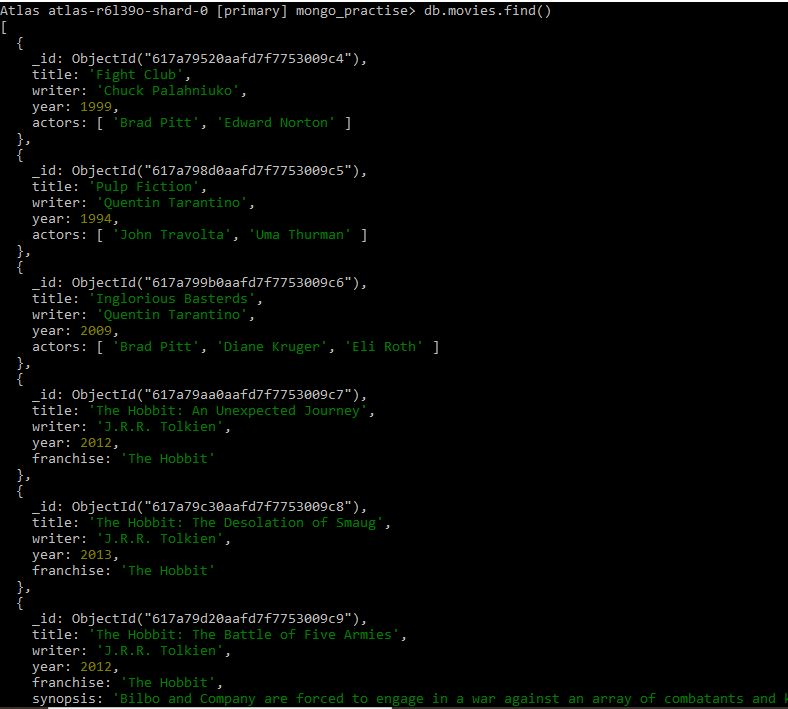 Atlas atlas-r6l39o-shard-0 [primary] mongo_practise> db.movies.find()
[
  {
    _id: ObjectId("617a79520aafd7f7753009c4"),
    title: 'Fight Club',
    writer: 'Chuck Palahniuko',
    year: 1999,
    actors: [ 'Brad Pitt', 'Edward Norton' ]
  },
  {
    _id: ObjectId("617a798d0aafd7f7753009c5"),
    title: 'Pulp Fiction',
    writer: 'Quentin Tarantino',
    year: 1994,
    actors: [ 'John Travolta', 'Uma Thurman' ]
  },
  {
    _id: ObjectId("617a799b0aafd7f7753009c6"),
    title: 'Inglorious Basterds',
    writer: 'Quentin Tarantino',
    year: 2009,
    actors: [ 'Brad Pitt', 'Diane Kruger', 'Eli Roth' ]
  },
  {
    _id: ObjectId("617a79aa0aafd7f7753009c7"),
    title: 'The Hobbit: An Unexpected Journey',
    writer: 'J.R.R. Tolkien',
    year: 2012,
    franchise: 'The Hobbit'
  },
  {
    _id: ObjectId("617a79c30aafd7f7753009c8"),
    title: 'The Hobbit: The Desolation of Smaug',
    writer: 'J.R.R. Tolkien',
    year: 2013,
    franchise: 'The Hobbit'
  },
  {
    _id: ObjectId("617a79d20aafd7f7753009c9"),
    title: 'The Hobbit: The Battle of Five Armies',
    writer: 'J.R.R. Tolkien',
    year: 2012,
    franchise: 'The Hobbit',
    synopsis: 'Bilbo and Company are forced to engage in a war against an array of combatants and